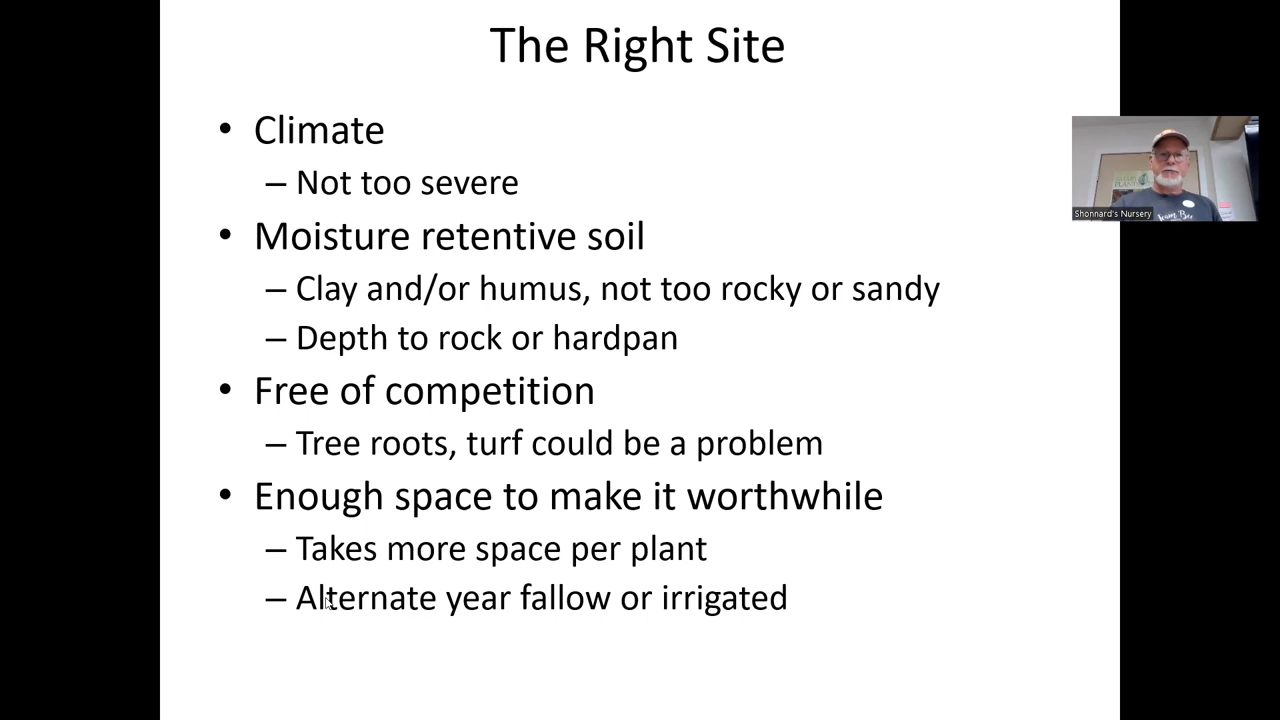 The Right Site
• Climate
– Not too severe
• Moisture retentive soil
– Clay and/or humus, not too rocky or sandy
– Depth to rock or hardpan
• Free of competition
– Tree roots, turf could be a problem
• Enough space to make it worthwhile
– Takes more space per plant
– Alternate year fallow or irrigated
Shonnard's Nursery
Team Bee